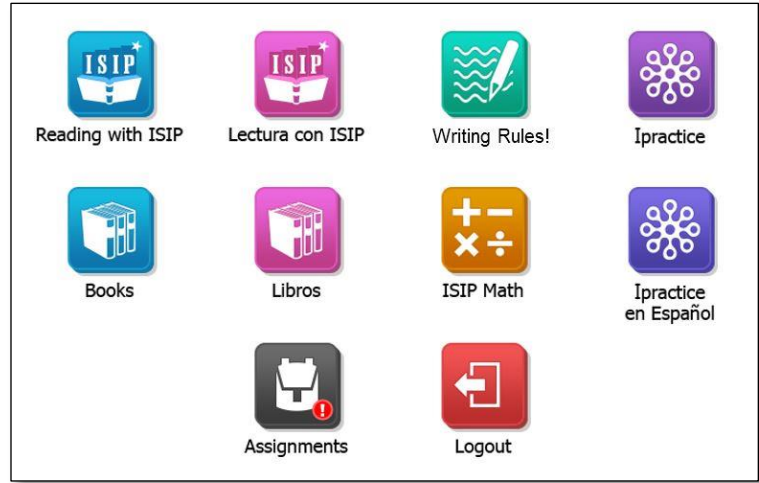 ISIP
Reading with ISIP
ISIP
Lectura con ISIP
Writing Rules!
Ipractice
Books
Libros
ISIP Math
Ipractice
en Español
Assignments
Logout